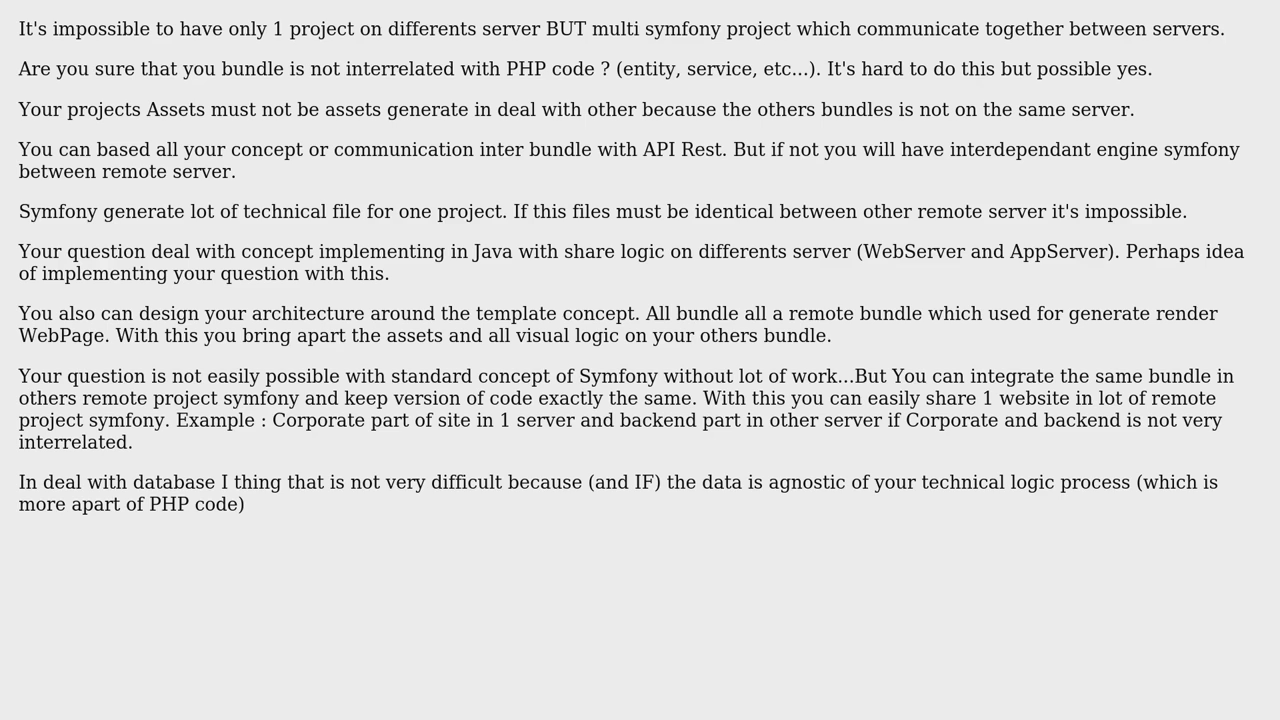 It's impossible to have only 1 project on differents server BUT multi symfony project which communicate together between servers.
Are you sure that you bundle is not interrelated with PHP code ? (entity, service, etc...). It's hard to do this but possible yes.
Your projects Assets must not be assets generate in deal with other because the others bundles is not on the same server.
You can based all your concept or communication inter bundle with API Rest. But if not you will have interdependant engine symfony
between remote server.
Symfony generate lot of technical file for one project. If this files must be identical between other remote server it's impossible.
Your question deal with concept implementing in Java with share logic on differents server (WebServer and AppServer). Perhaps idea
of implementing your question with this.
You also can design your architecture around the template concept. All bundle all a remote bundle which used for generate render
WebPage. With this you bring apart the assets and all visual logic on your others bundle.
Your question is not easily possible with standard concept of Symfony without lot of work...But You can integrate the same bundle in
others remote project symfony and keep version of code exactly the same. With this you can easily share 1 website in lot of remote
project symfony. Example : Corporate part of site in 1 server and backend part in other server if Corporate and backend is not very
interrelated.
In deal with database I thing that is not very difficult because (and IF) the data is agnostic of your technical logic process (which is
more apart of PHP code)